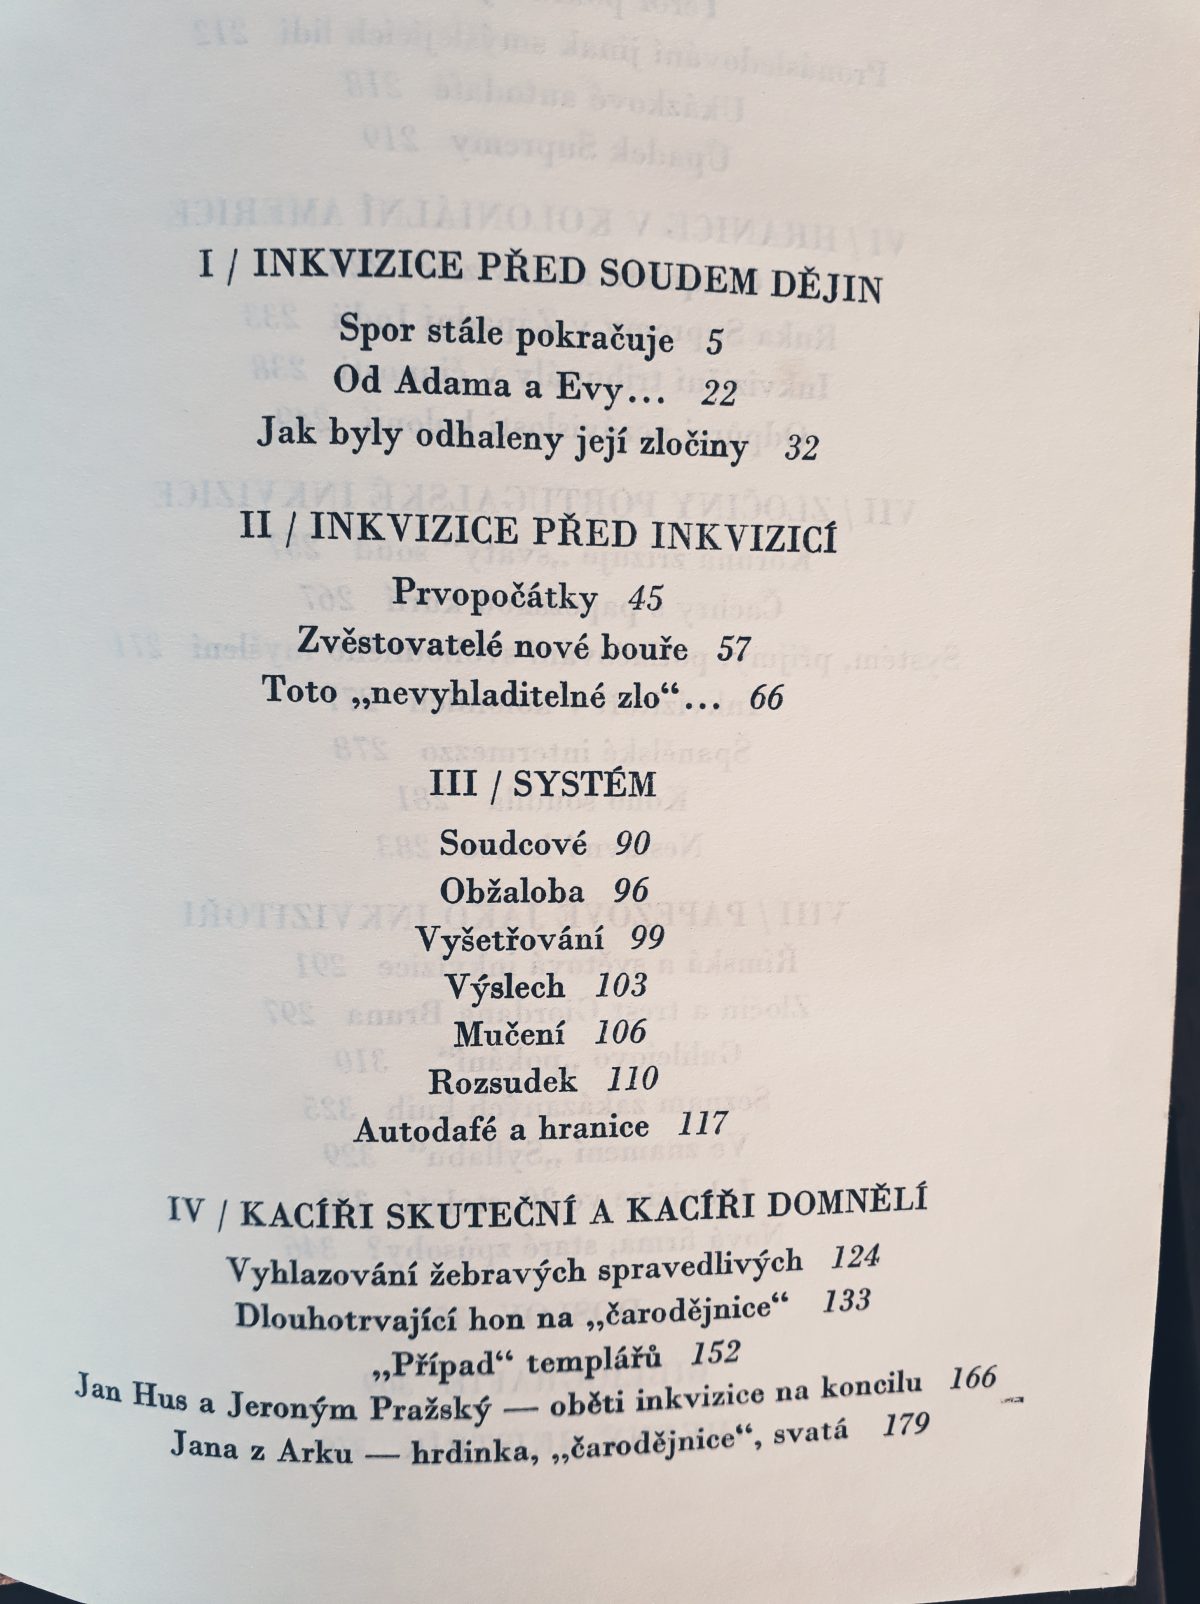 I / INKVIZICE PŘED SOUDEM DĚJIN
Spor stále pokračuje 5
Od Adama a Evy... 22
Jak byly odhaleny její zločiny 32
II / INKVIZICE PŘED INKVIZICÍ
Prvopočátky 45
Zvěstovatelé nové bouře 57
Toto „nevyhladitelné zlo“... 66
III / SYSTÉM
Soudcové 90
Obžaloba 96
Vyšetřování 99
Výslech 103
Mučení 106
Rozsudek 110
Autodafé a hranice 117
IV / KACÍŘI SKUTEČNÍ A KACÍŘI DOMNĚLÍ
Vyhlazování žebravých spravedlivých 124
Dlouhotrvající hon na „čarodějnice“ 133
„Případ“ templářů 152
Jan Hus a Jeroným Pražský — oběti inkvizice na koncilu 166
Jana z Arku — hrdinka, „čarodějnice“, svatá 179